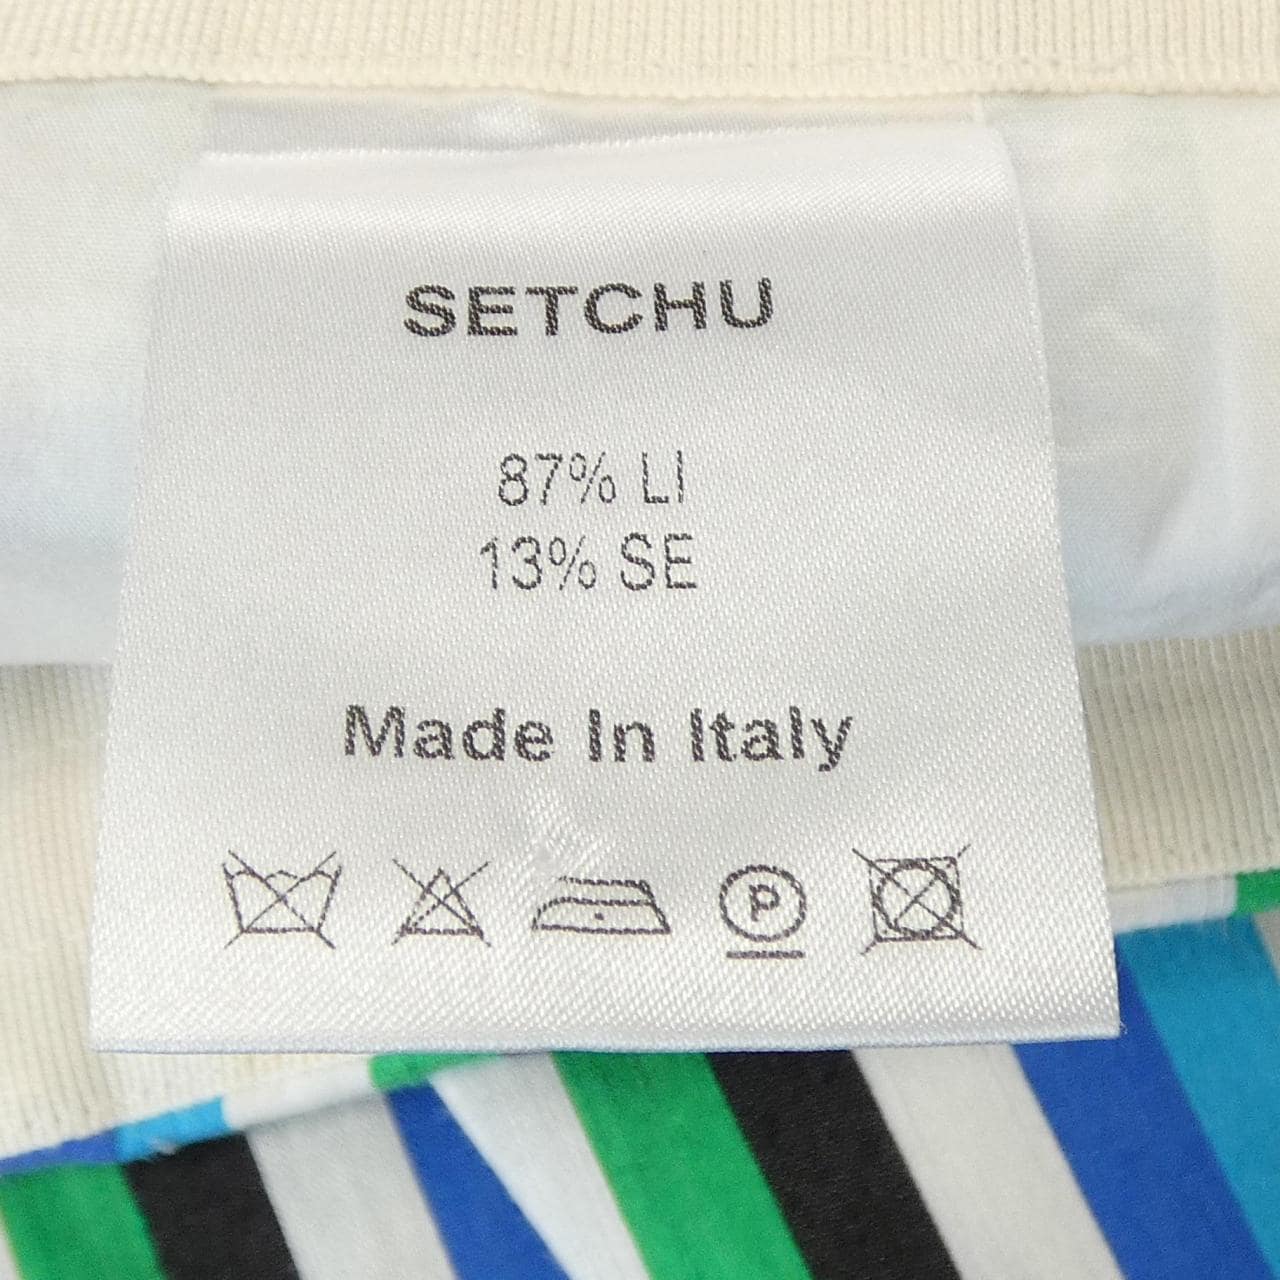 SETCHU
87% LI
13% SE
Made In Italy
P